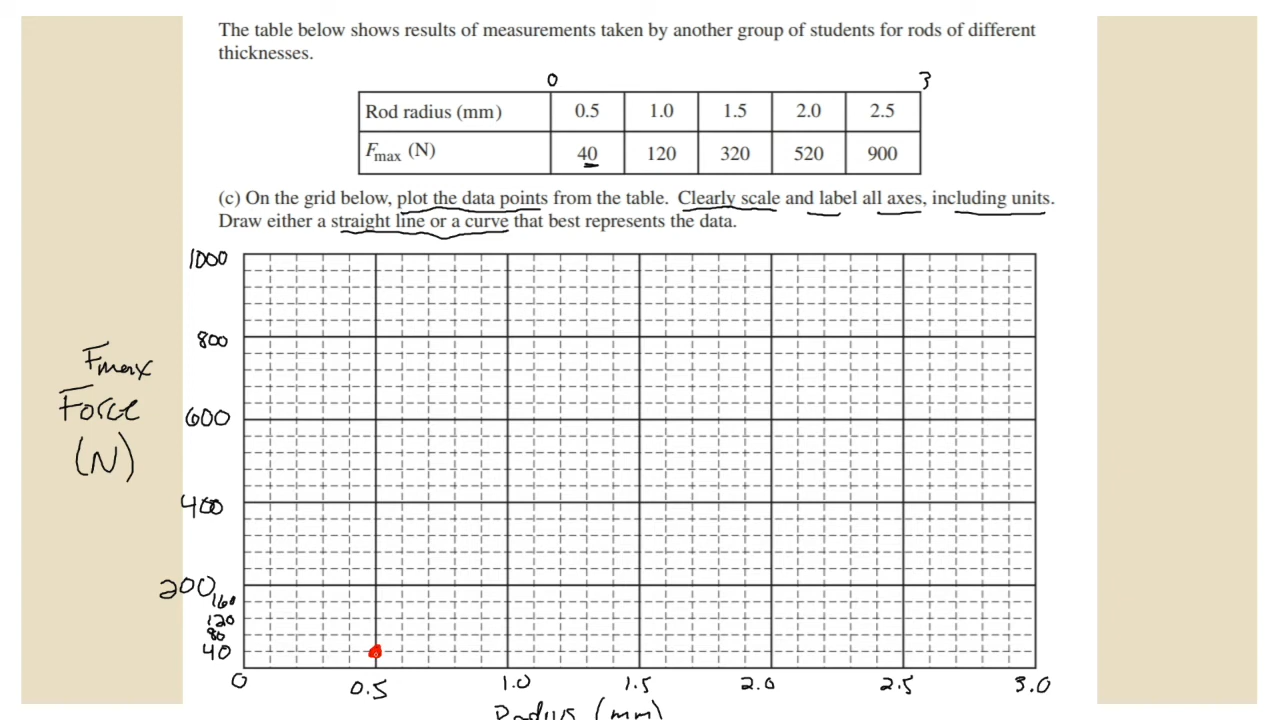 The table below shows results of measurements taken by another group of students for rods of different
thicknesses.
0 3
Rod radius (mm) 0.5 1.0 1.5 2.0 2.5
Fmax (N) 40 120 320 520 900
(c) On the grid below, plot the data points from the table. Clearly scale and label all axes, including units.
Draw either a straight line or a curve that best represents the data.
1000
800
Fmax
Force
600
(N)
400
200
160
120
80
40
0 0.5 1.0 1.5 2.0 2.5 3.0
Radius (mm)